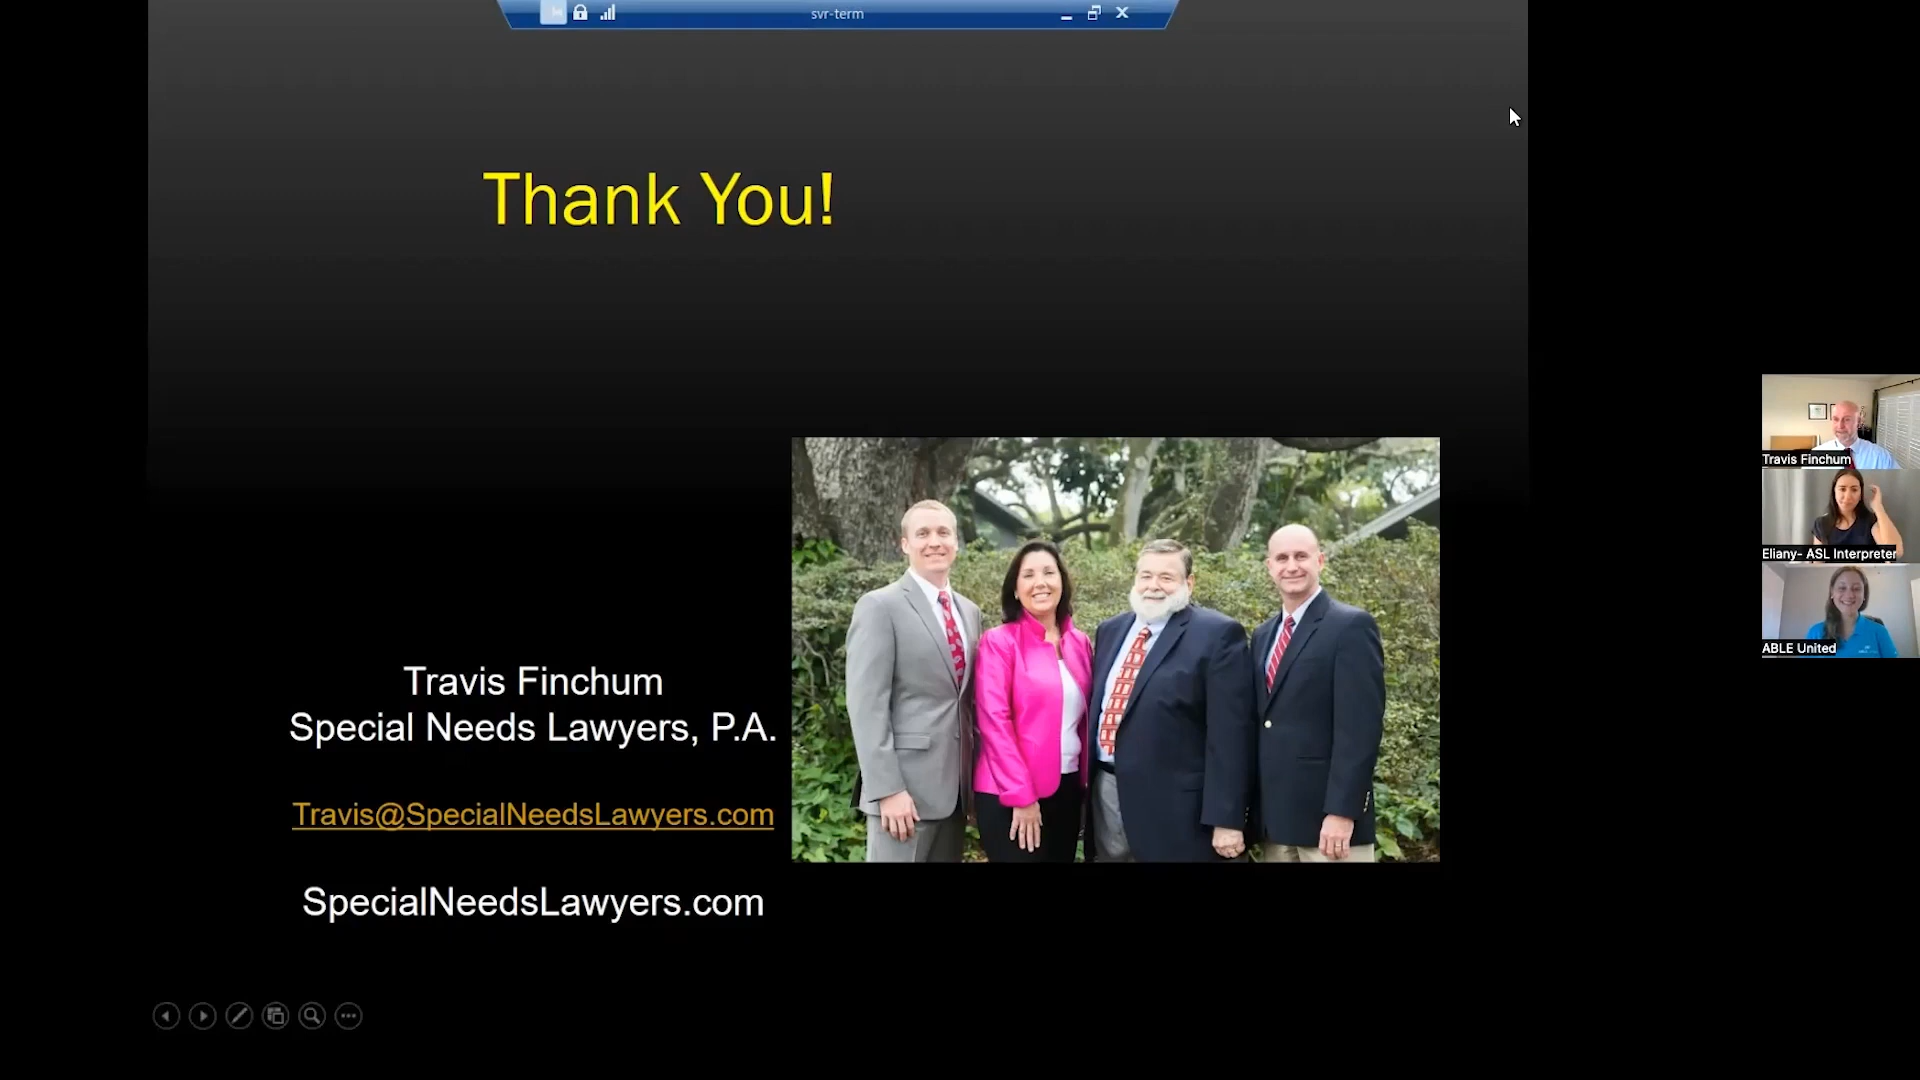 svr-term
Thank You!
Travis Finchum
Special Needs Lawyers, P.A.
Travis@SpecialNeedsLawyers.com
SpecialNeedsLawyers.com
Travis Finchum
Eliany- ASL Interpreter
ABLE United